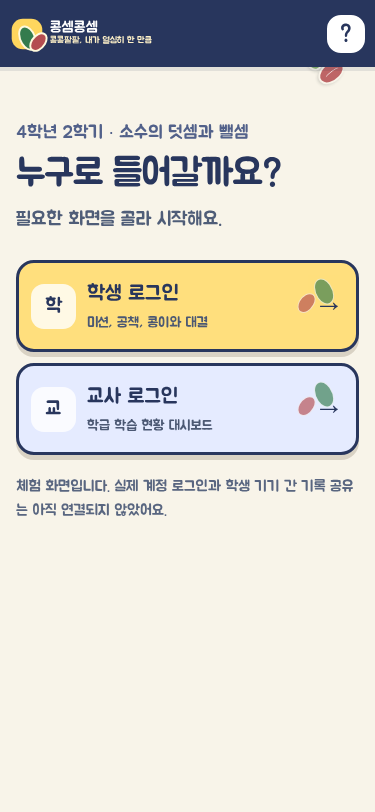 콩셈콩셈
콩콩팥팥, 내가 열심히 한 만큼
?
4학년 2학기 · 소수의 덧셈과 뺄셈
누구로 들어갈까요?
필요한 화면을 골라 시작해요.
학
학생 로그인
미션, 공책, 콩이와 대결
→
교
교사 로그인
학급 학습 현황 대시보드
→
체험 화면입니다. 실제 계정 로그인과 학생 기기 간 기록 공유
는 아직 연결되지 않았어요.